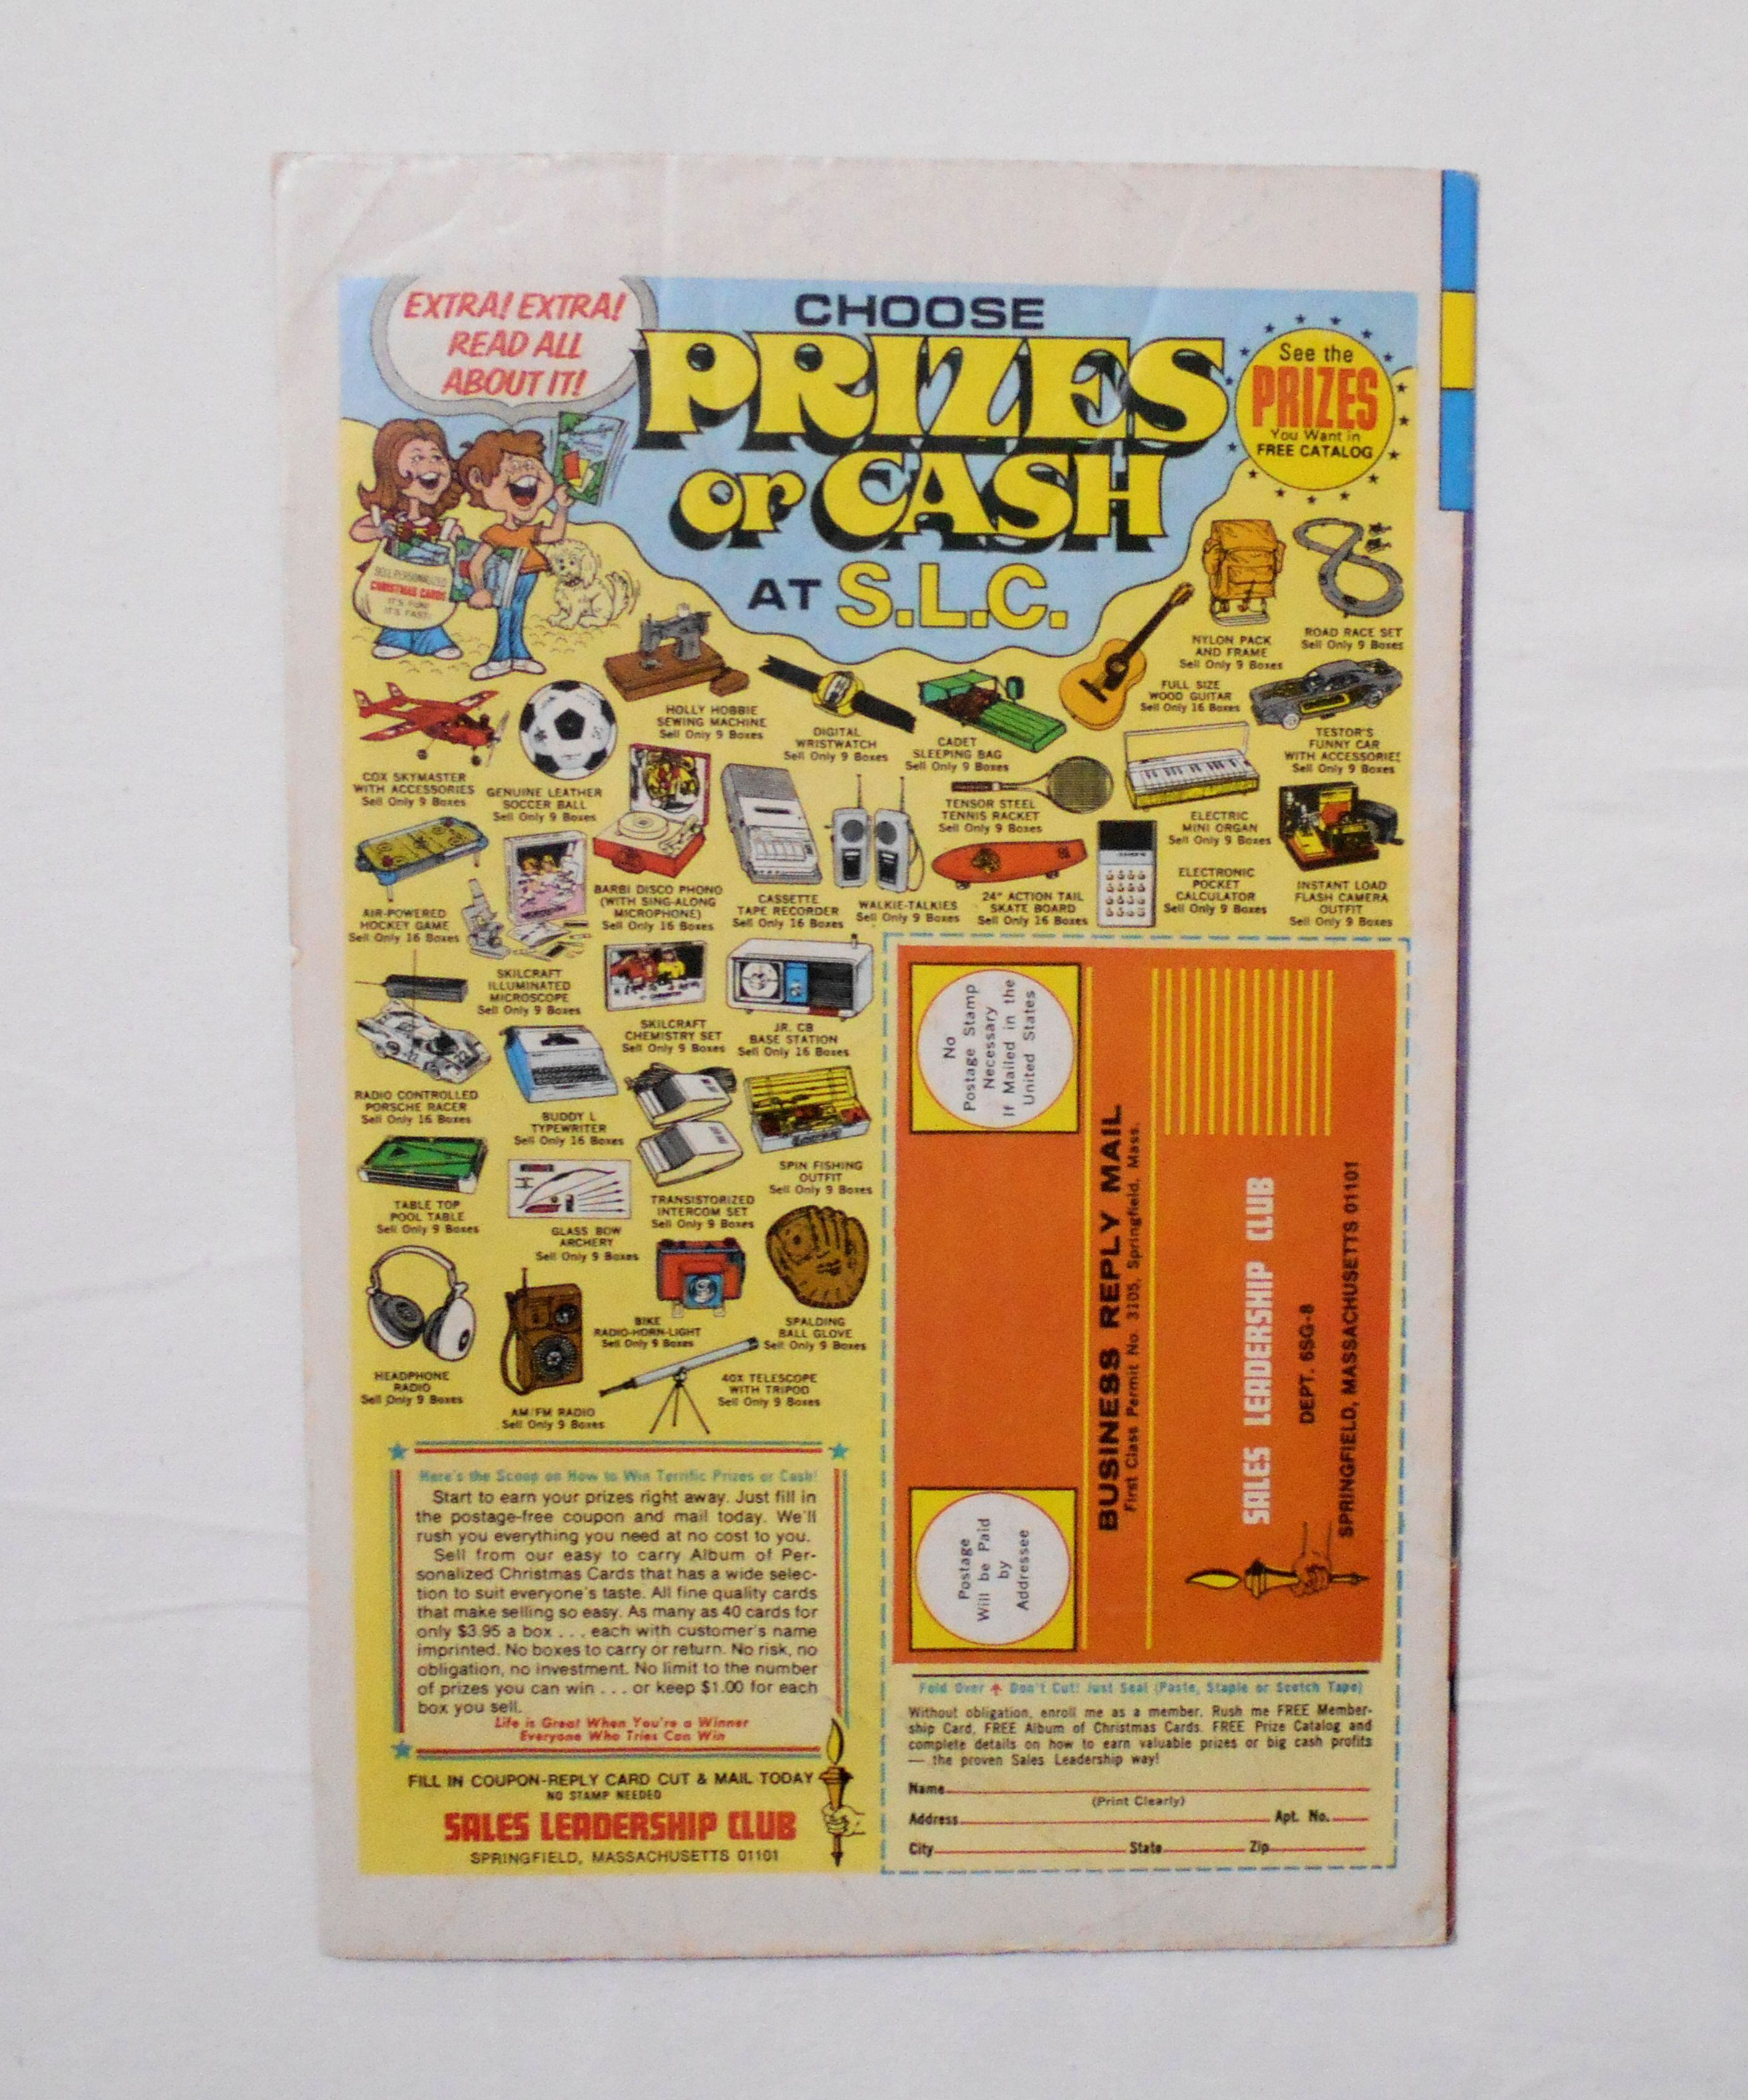 EXTRA! EXTRA!
READ ALL
ABOUT IT!
CHOOSE
PRIZES
or CASH
AT S.L.C.
See the
PRIZES
You Want in
FREE CATALOG
SELL PERSONALIZED
CHRISTMAS CARDS
IT'S FUN!
IT'S FAST!
NYLON PACK
AND FRAME
Sell Only 9 Boxes
ROAD RACE SET
Sell Only 9 Boxes
HOLLY HOBBIE
SEWING MACHINE
Sell Only 9 Boxes
DIGITAL
WRISTWATCH
Sell Only 9 Boxes
CADET
SLEEPING BAG
Sell Only 9 Boxes
FULL SIZE
WOOD GUITAR
Sell Only 16 Boxes
TESTOR'S
FUNNY CAR
WITH ACCESSORIES
Sell Only 9 Boxes
COX SKYMASTER
WITH ACCESSORIES
Sell Only 9 Boxes
GENUINE LEATHER
SOCCER BALL
Sell Only 9 Boxes
TENSOR STEEL
TENNIS RACKET
Sell Only 9 Boxes
ELECTRIC
MINI ORGAN
Sell Only 9 Boxes
AIR-POWERED
HOCKEY GAME
Sell Only 16 Boxes
BARBI DISCO PHONO
(WITH SING-ALONG
MICROPHONE)
Sell Only 16 Boxes
CASSETTE
TAPE RECORDER
Sell Only 16 Boxes
WALKIE-TALKIES
Sell Only 9 Boxes
24" ACTION TAIL
SKATE BOARD
Sell Only 16 Boxes
ELECTRONIC
POCKET
CALCULATOR
Sell Only 9 Boxes
INSTANT LOAD
FLASH CAMERA
OUTFIT
Sell Only 9 Boxes
SKILCRAFT
ILLUMINATED
MICROSCOPE
Sell Only 9 Boxes
SKILCRAFT
CHEMISTRY SET
Sell Only 9 Boxes
JR. CB
BASE STATION
Sell Only 16 Boxes
RADIO CONTROLLED
PORSCHE RACER
Sell Only 16 Boxes
BUDDY L
TYPEWRITER
Sell Only 16 Boxes
SPIN FISHING
OUTFIT
Sell Only 9 Boxes
TABLE TOP
POOL TABLE
Sell Only 9 Boxes
GLASS BOW
ARCHERY
Sell Only 9 Boxes
TRANSISTORIZED
INTERCOM SET
Sell Only 9 Boxes
HEADPHONE
RADIO
Sell Only 9 Boxes
AM/FM RADIO
Sell Only 9 Boxes
BIKE
RADIO-HORN-LIGHT
Sell Only 9 Boxes
SPALDING
BALL GLOVE
Sell Only 9 Boxes
40X TELESCOPE
WITH TRIPOD
Sell Only 9 Boxes
Here's the Scoop on How to Win Terrific Prizes or Cash!
Start to earn your prizes right away. Just fill in
the postage-free coupon and mail today. We'll
rush you everything you need at no cost to you.
Sell from our easy to carry Album of Per-
sonalized Christmas Cards that has a wide selec-
tion to suit everyone's taste. All fine quality cards
that make selling so easy. As many as 40 cards for
only $3.95 a box . . . each with customer's name
imprinted. No boxes to carry or return. No risk, no
obligation, no investment. No limit to the number
of prizes you can win . . . or keep $1.00 for each
box you sell.
Life is Great When You're a Winner
Everyone Who Tries Can Win
FILL IN COUPON-REPLY CARD CUT & MAIL TODAY
NO STAMP NEEDED
SALES LEADERSHIP CLUB
SPRINGFIELD, MASSACHUSETTS 01101
No
Postage Stamp
Necessary
If Mailed in the
United States
Postage
Will be Paid
by
Addressee
BUSINESS REPLY MAIL
First Class Permit No. 3105, Springfield, Mass.
SALES LEADERSHIP CLUB
DEPT. 6SG-8
SPRINGFIELD, MASSACHUSETTS 01101
Fold Over Don't Cut! Just Seal (Paste, Staple or Scotch Tape)
Without obligation, enroll me as a member. Rush me FREE Member-
ship Card, FREE Album of Christmas Cards. FREE Prize Catalog and
complete details on how to earn valuable prizes or big cash profits
— the proven Sales Leadership way!
Name
(Print Clearly)
Address Apt. No.
City State Zip